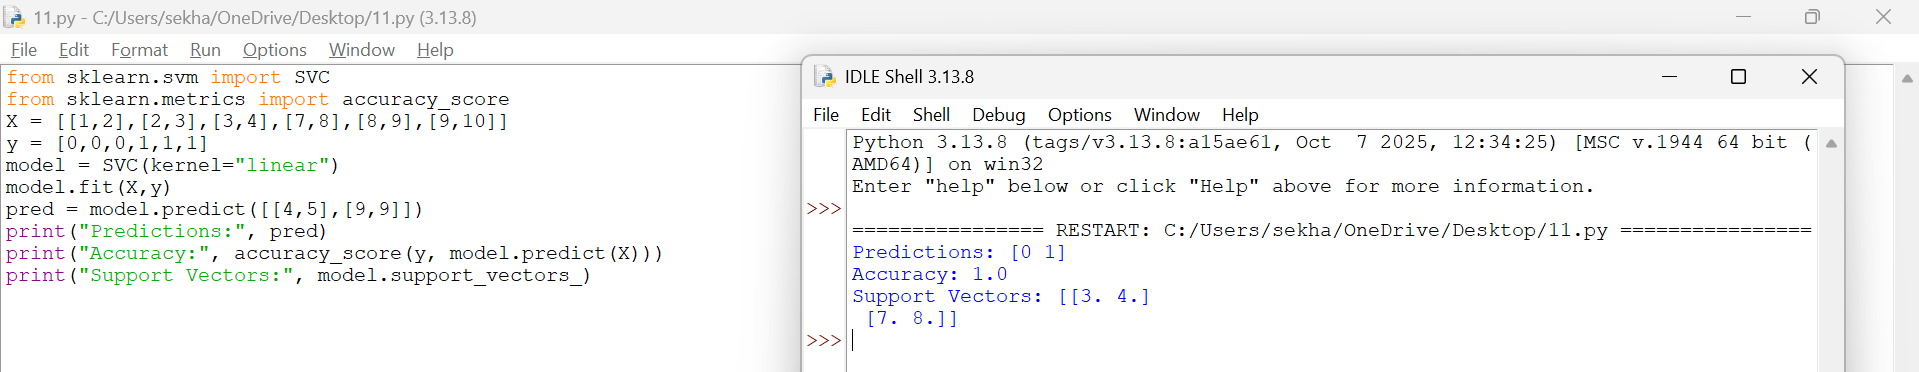 11.py - C:/Users/sekha/OneDrive/Desktop/11.py (3.13.8)
File Edit Format Run Options Window Help
from sklearn.svm import SVC
from sklearn.metrics import accuracy_score
X = [[1,2],[2,3],[3,4],[7,8],[8,9],[9,10]]
y = [0,0,0,1,1,1]
model = SVC(kernel="linear")
model.fit(X,y)
pred = model.predict([[4,5],[9,9]])
print("Predictions:", pred)
print("Accuracy:", accuracy_score(y, model.predict(X)))
print("Support Vectors:", model.support_vectors_)
IDLE Shell 3.13.8
File Edit Shell Debug Options Window Help
Python 3.13.8 (tags/v3.13.8:a15ae61, Oct  7 2025, 12:34:25) [MSC v.1944 64 bit (
AMD64)] on win32
Enter "help" below or click "Help" above for more information.
>>>
================ RESTART: C:/Users/sekha/OneDrive/Desktop/11.py ================
Predictions: [0 1]
Accuracy: 1.0
Support Vectors: [[3. 4.]
 [7. 8.]]
>>>